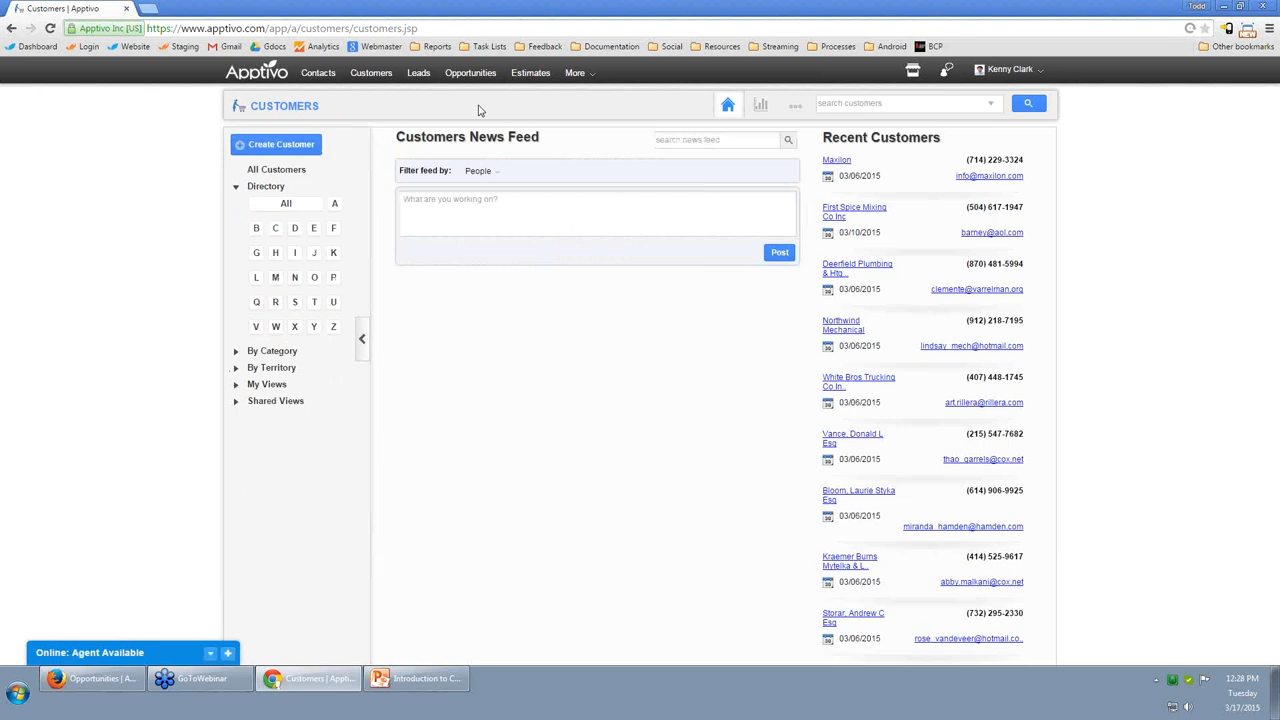 Customers | Apptivo
Todd
Apptivo Inc [US] https://www.apptivo.com/app/a/customers/customers.jsp
Dashboard Login Website Staging Gmail Gdocs Analytics Webmaster Reports Task Lists Feedback Documentation Social Resources Streaming Processes Android BCP Other bookmarks
Apptivo Contacts Customers Leads Opportunities Estimates More Kenny Clark
CUSTOMERS
search customers
Create Customer
All Customers
Directory
All A
B C D E F
G H I J K
L M N O P
Q R S T U
V W X Y Z
By Category
By Territory
My Views
Shared Views
Customers News Feed
search news feed
Filter feed by: People
What are you working on?
Post
Recent Customers
Maxilon (714) 229-3324
03/06/2015 info@maxilon.com
First Spice Mixing (504) 617-1947
Co Inc
03/10/2015 barney@aol.com
Deerfield Plumbing (870) 481-5994
& Htg ..
03/06/2015 clemente@varrelman.org
Northwind (912) 218-7195
Mechanical
03/06/2015 lindsay_mech@hotmail.com
White Bros Trucking (407) 448-1745
Co In..
03/06/2015 art.rillera@rillera.com
Vance, Donald L (215) 547-7682
Esq
03/06/2015 thao_garrels@cox.net
Bloom, Laurie Styka (614) 906-9925
Esq
03/06/2015
miranda_hamden@hamden.com
Kraemer Burns (414) 525-9617
Mytelka & L..
03/06/2015 abby.malkani@cox.net
Storar, Andrew C (732) 295-2330
Esq
03/06/2015 rose_vandeveer@hotmail.co..
Online: Agent Available
Opportunities | A...
GoToWebinar
Customers | Appti...
Introduction to C...
12:28 PM
Tuesday
3/17/2015